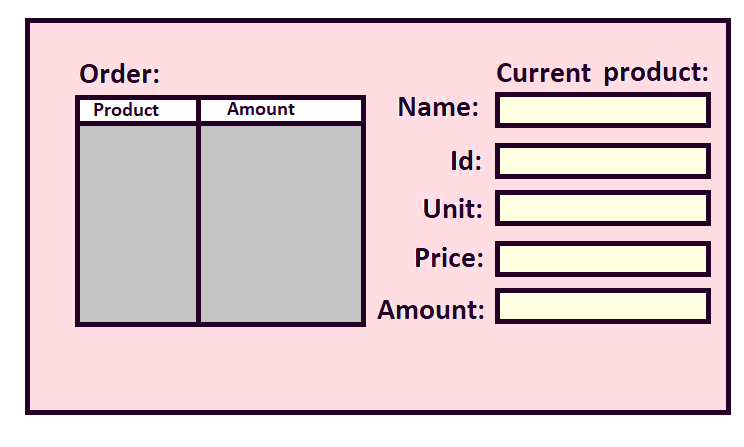 Order:
Product Amount
Current product:
Name:
Id:
Unit:
Price:
Amount: